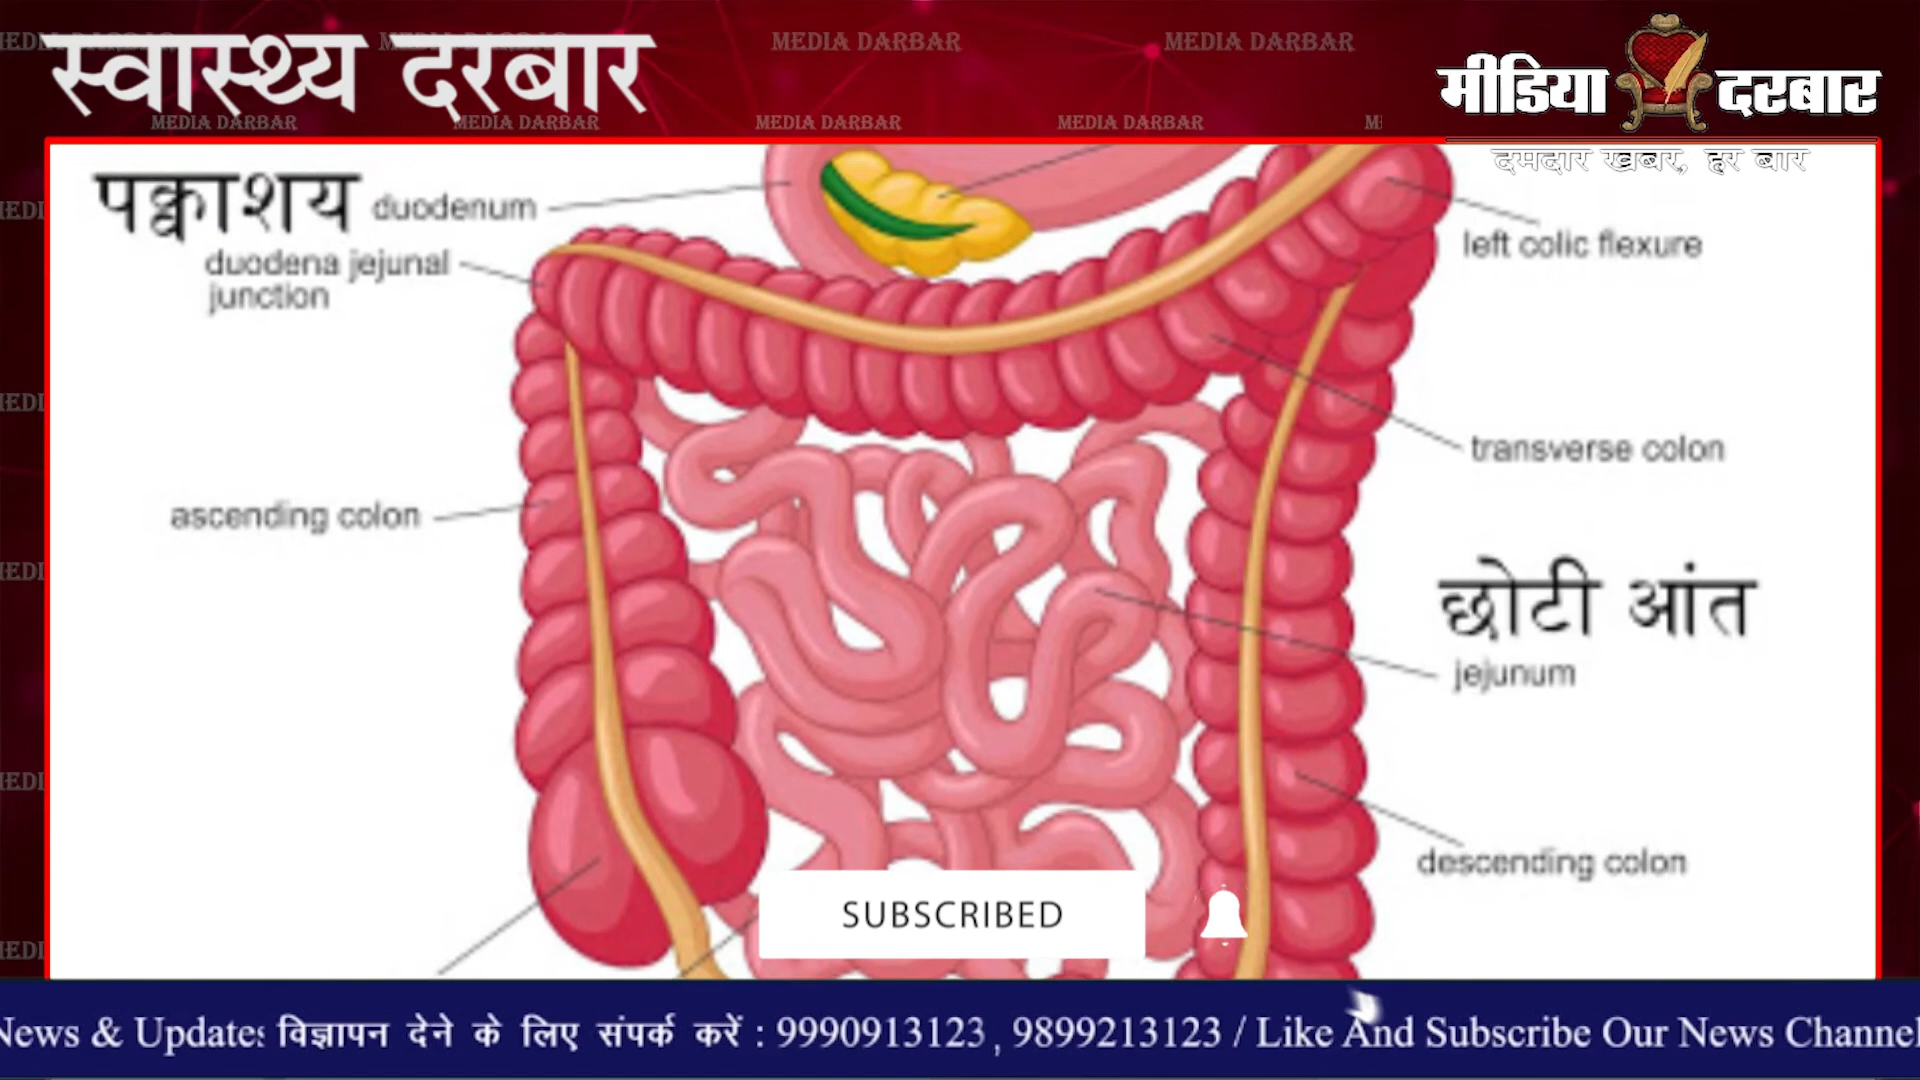 स्वास्थ्य दरबार
मीडिया दरबार
दमदार खबर, हर बार
MEDIA DARBAR MEDIA DARBAR
MEDIA DARBAR MEDIA DARBAR MEDIA DARBAR MEDIA DARBAR
पक्वाशय
duodenum
duodena jejunal
junction
left colic flexure
transverse colon
ascending colon
छोटी आंत
jejunum
descending colon
SUBSCRIBED
News & Updates विज्ञापन देने के लिए संपर्क करें : 9990913123 , 9899213123 / Like And Subscribe Our News Channel